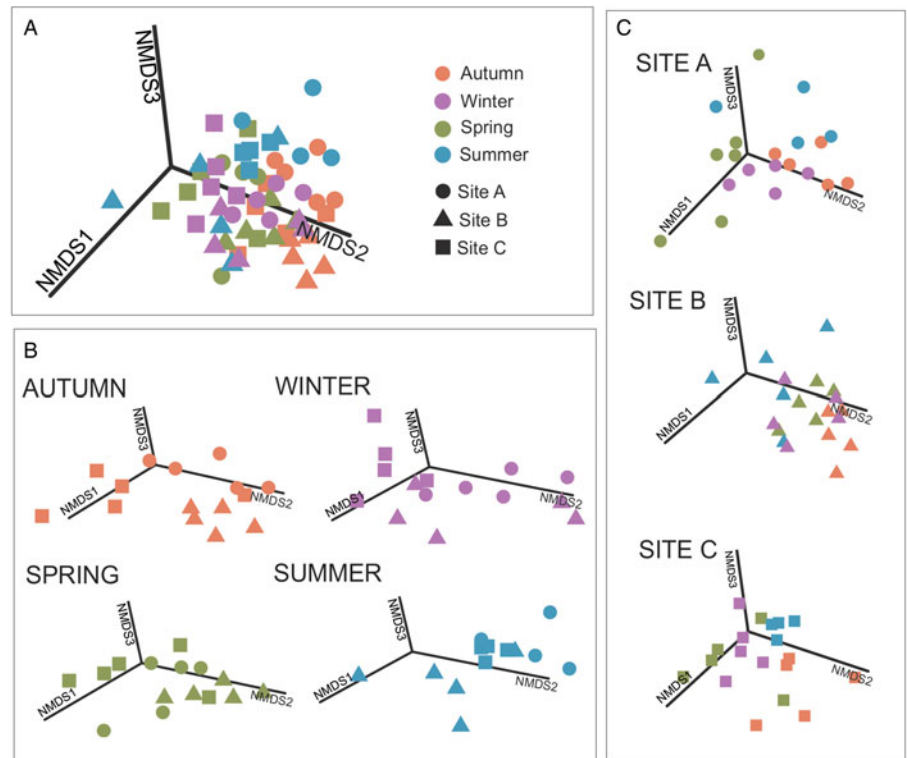 A
NMDS3
NMDS1
NMDS2
Autumn
Winter
Spring
Summer
Site A
Site B
Site C
B
AUTUMN
NMDS3
NMDS1
NMDS2
WINTER
NMDS3
NMDS1
NMDS2
SPRING
NMDS3
NMDS1
NMDS2
SUMMER
NMDS3
NMDS1
NMDS2
C
SITE A
NMDS3
NMDS1
NMDS2
SITE B
NMDS3
NMDS1
NMDS2
SITE C
NMDS3
NMDS1
NMDS2